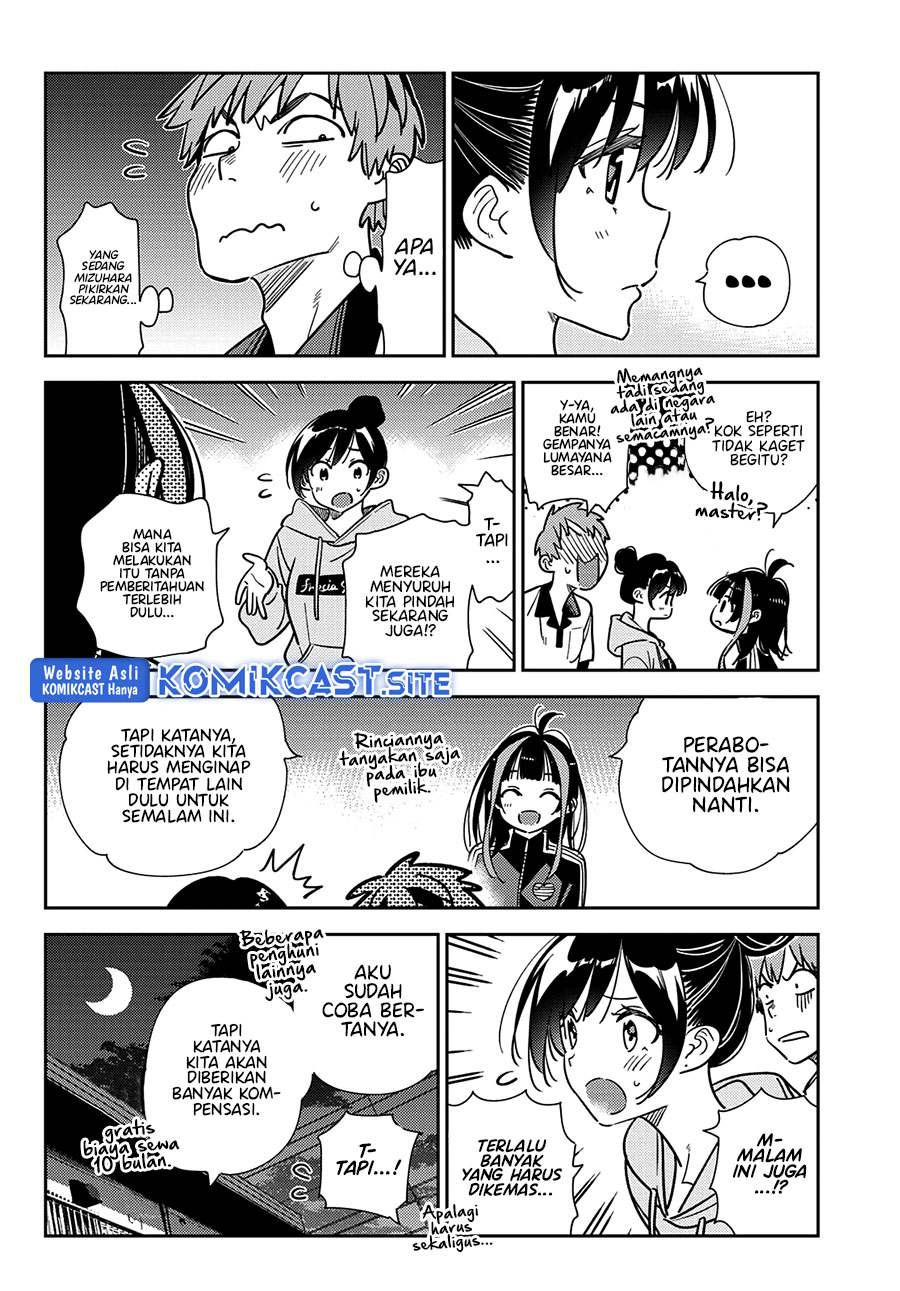 •••
APA
YA...
YANG
SEDANG
MIZUHARA
PIKIRKAN
SEKARANG...
EH?
KOK SEPERTI
TIDAK KAGET
BEGITU?
Halo,
master?
Memangnya
tadi sedang
ada di negara
lain atau
semacamnya?
Y-YA,
KAMU
BENAR!
GEMPANYA
LUMAYANA
BESAR...
T-
TAPI
...
MEREKA
MENYURUH
KITA PINDAH
SEKARANG
JUGA!?
MANA
BISA KITA
MELAKUKAN
ITU TANPA
PEMBERITAHUAN
TERLEBIH
DULU...
Website Asli
KOMIKCAST Hanya
KOMIKCAST.SITE
PERABO-
TANNYA BISA
DIPINDAHKAN
NANTI.
Rinciannya
tanyakan saja
pada ibu
pemilik.
TAPI KATANYA,
SETIDAKNYA KITA
HARUS MENGINAP
DI TEMPAT LAIN
DULU UNTUK
SEMALAM INI.
M-
MALAM
INI JUGA
....!?
TERLALU
BANYAK
YANG HARUS
DIKEMAS...
Apalagi
harus
sekaligus...
AKU
SUDAH
COBA BER-
TANYA.
Beberapa
penghuni
lainnya
juga.
TAPI
KATANYA
KITA AKAN
DIBERIKAN
BANYAK KOM-
PENSASI.
gratis
biaya sewa
10 bulan.
T-
TAPI....!